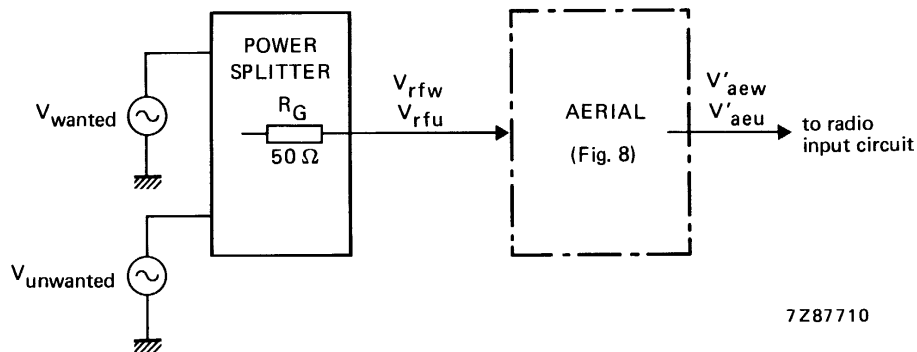 POWER
SPLITTER
R_G
50 Ω
V_wanted
V_unwanted
V_rfw
V_rfu
AERIAL
(Fig. 8)
V'_aew
V'_aeu
to radio
input circuit
7Z87710